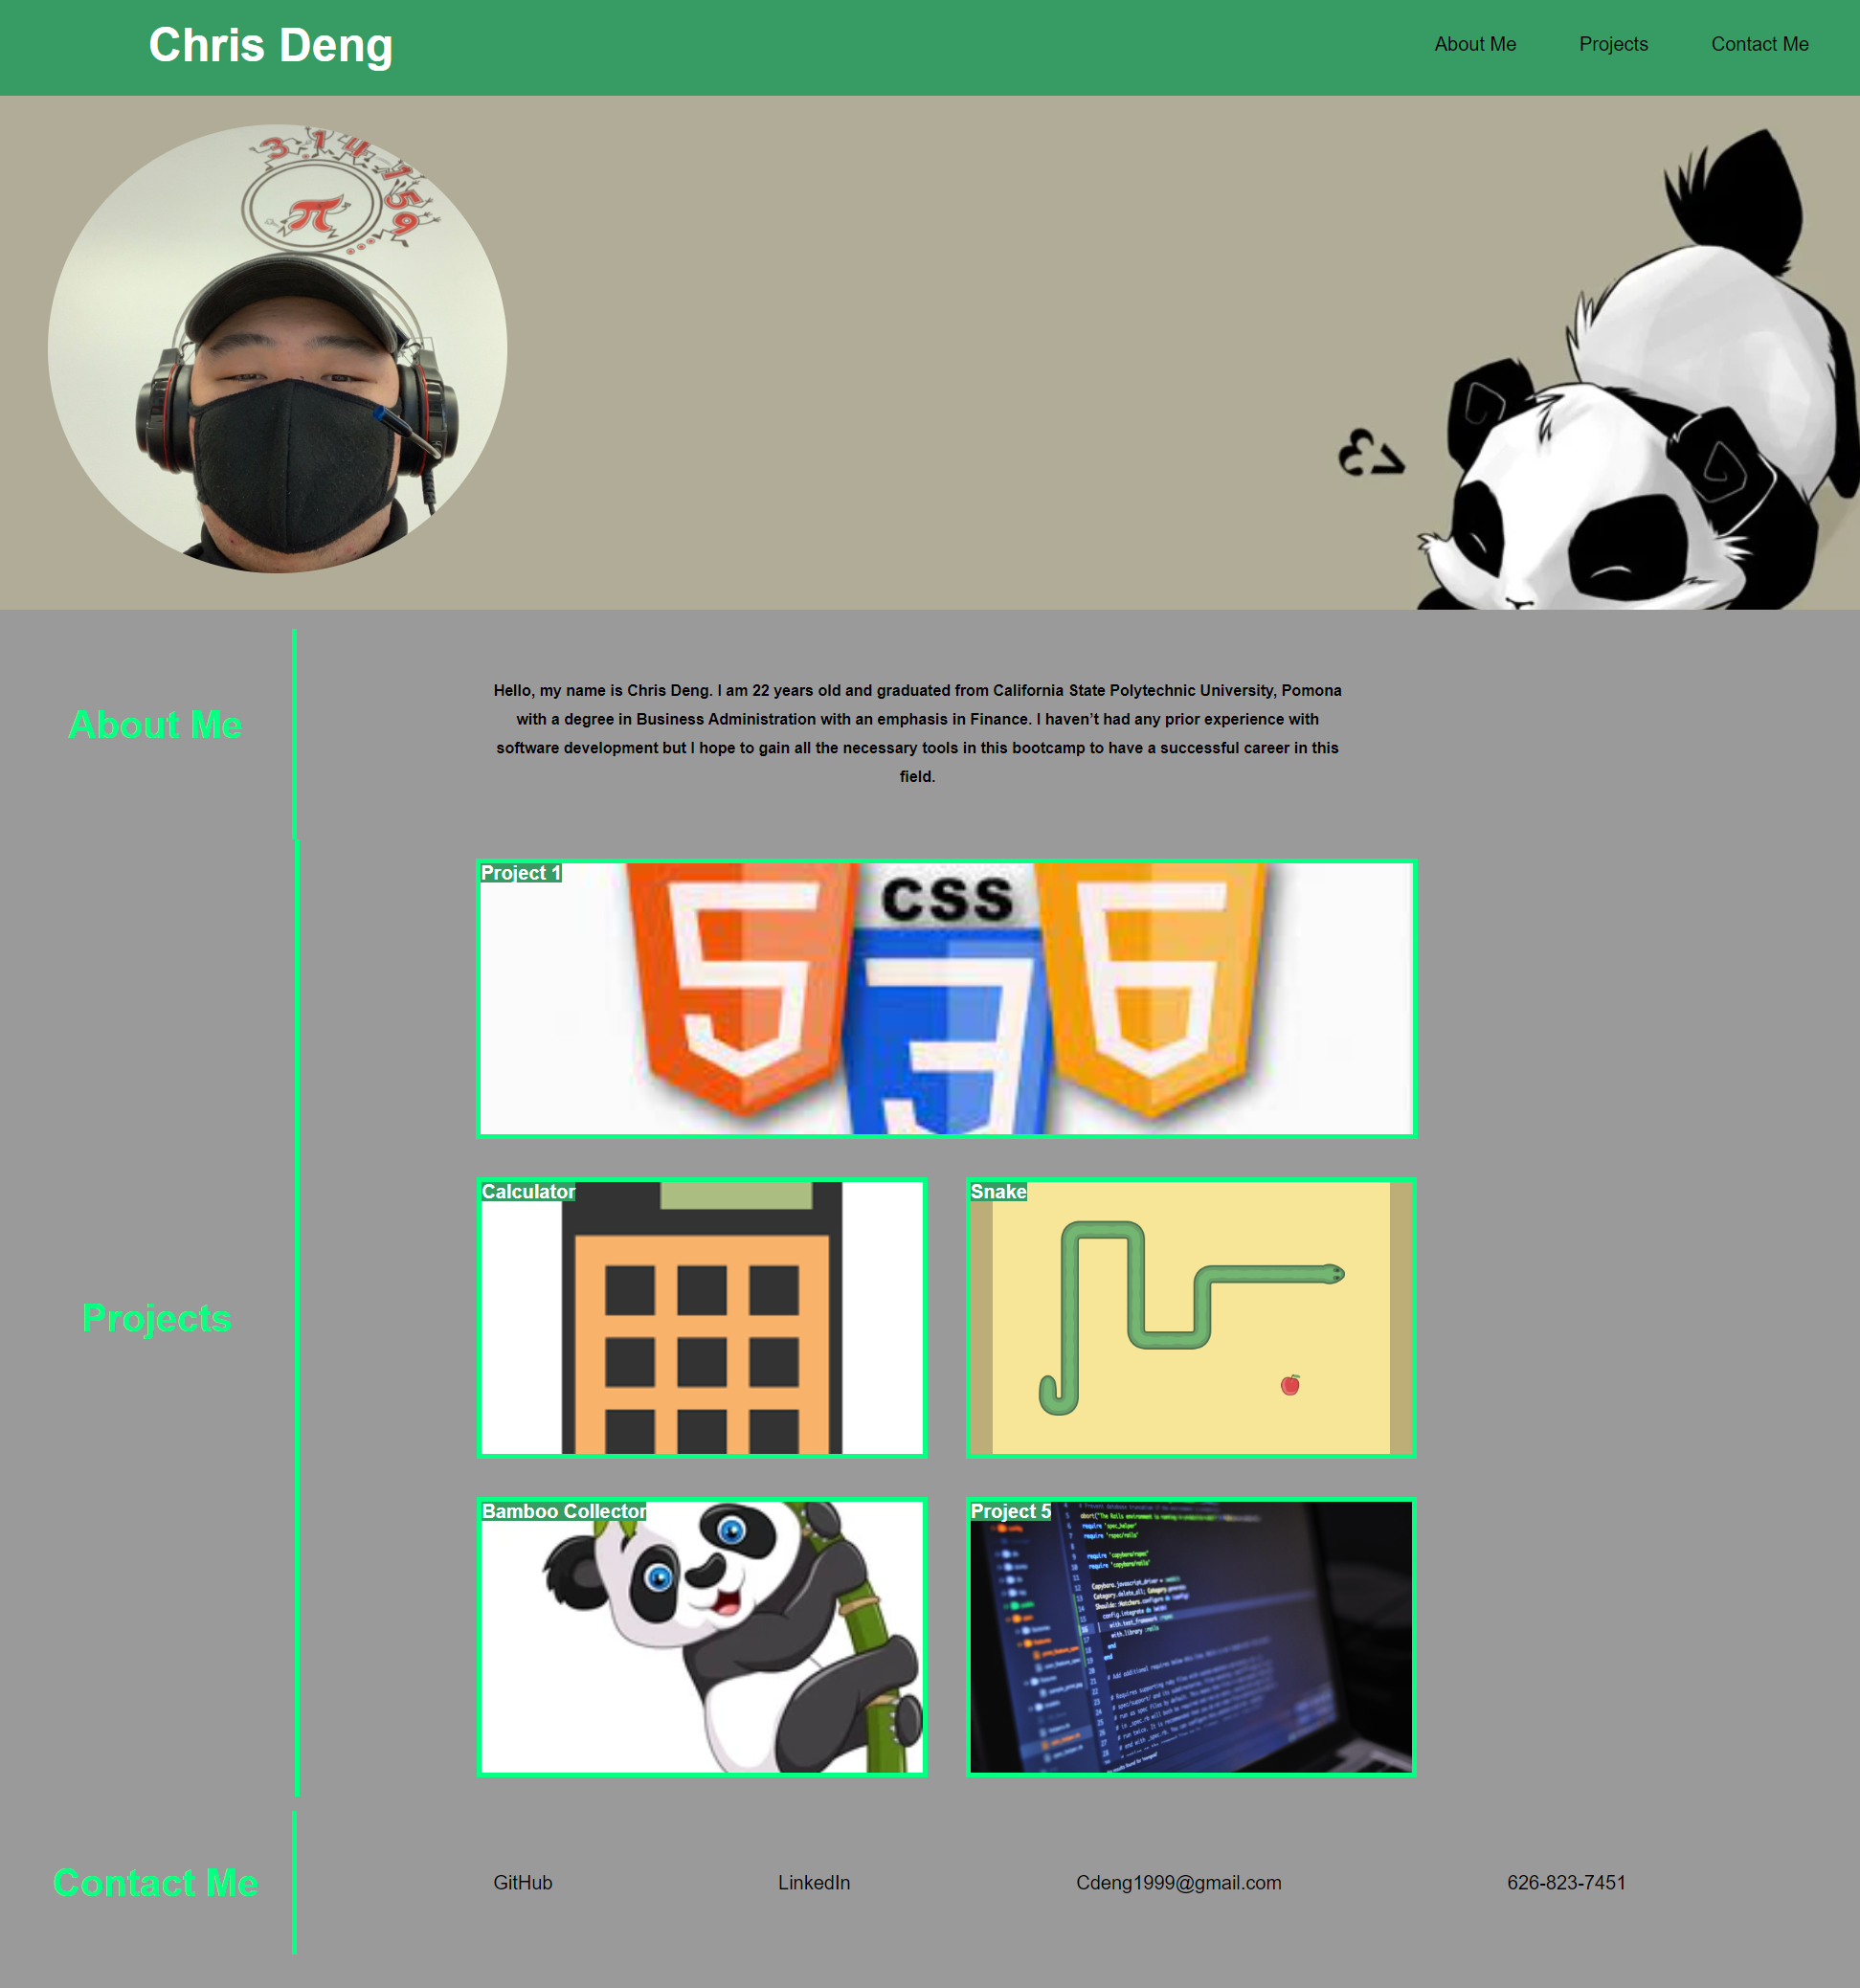 Chris Deng
About Me
Projects
Contact Me
3.14159...
π
<3
About Me
Hello, my name is Chris Deng. I am 22 years old and graduated from California State Polytechnic University, Pomona
with a degree in Business Administration with an emphasis in Finance. I haven’t had any prior experience with
software development but I hope to gain all the necessary tools in this bootcamp to have a successful career in this
field.
Projects
Project 1
5
CSS
3
6
Calculator
Snake
Bamboo Collector
Project 5
Contact Me
GitHub
LinkedIn
Cdeng1999@gmail.com
626-823-7451